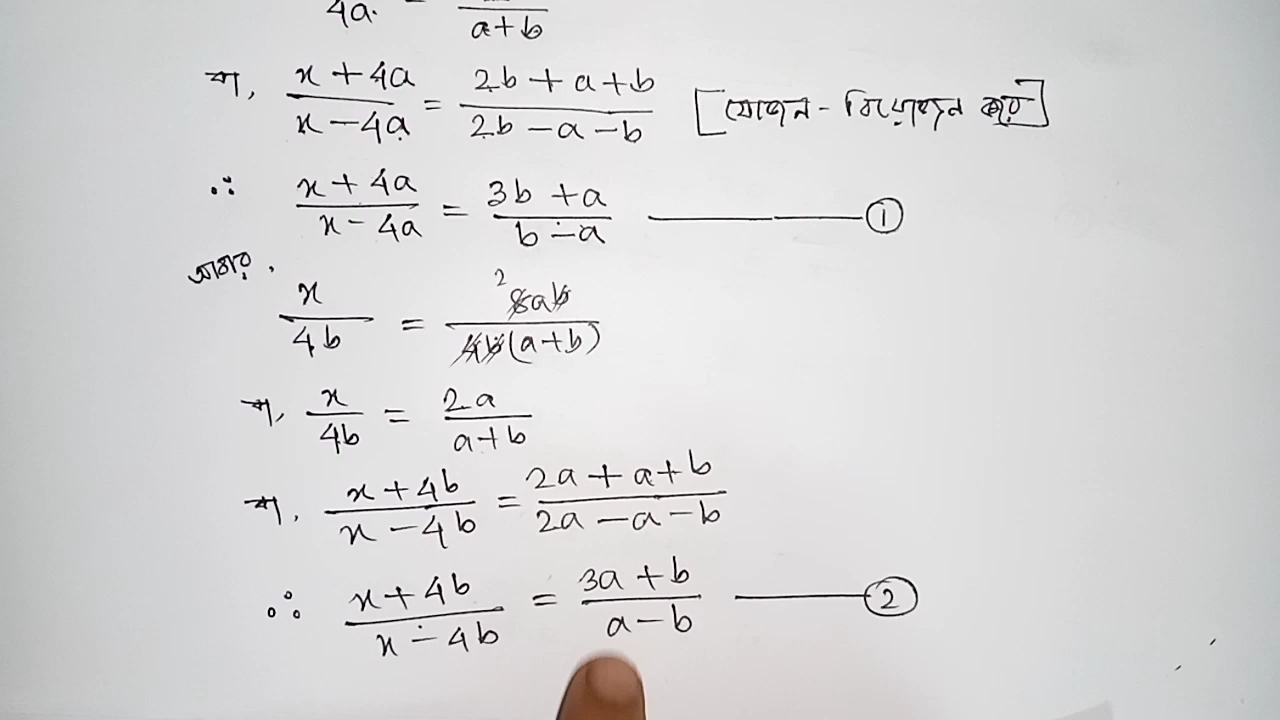 4a = a+b
বা, x + 4a / x - 4a = 2b + a + b / 2b - a - b [যোজন - বিয়োজন করে]
∴ x + 4a / x - 4a = 3b + a / b - a ——— ①
আবার,
x / 4b = 2 8ab / 4b(a+b)
বা, x / 4b = 2a / a+b
বা, x + 4b / x - 4b = 2a + a + b / 2a - a - b
∴ x + 4b / x - 4b = 3a + b / a - b ——— ②